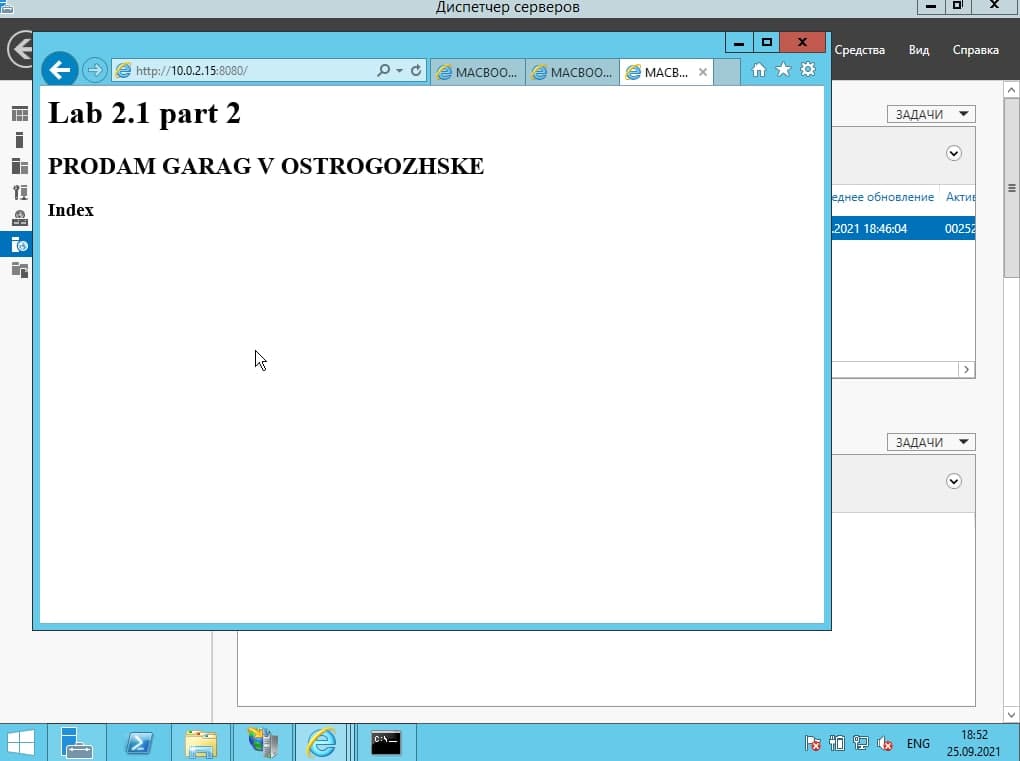 Диспетчер серверов
Средства Вид Справка
http://10.0.2.15:8080/
MACBOO... MACBOO... MACB...
Lab 2.1 part 2
PRODAM GARAG V OSTROGOZHSKE
Index
ЗАДАЧИ
еднее обновление Актив
.2021 18:46:04 00252
ЗАДАЧИ
C:\
ENG
18:52
25.09.2021